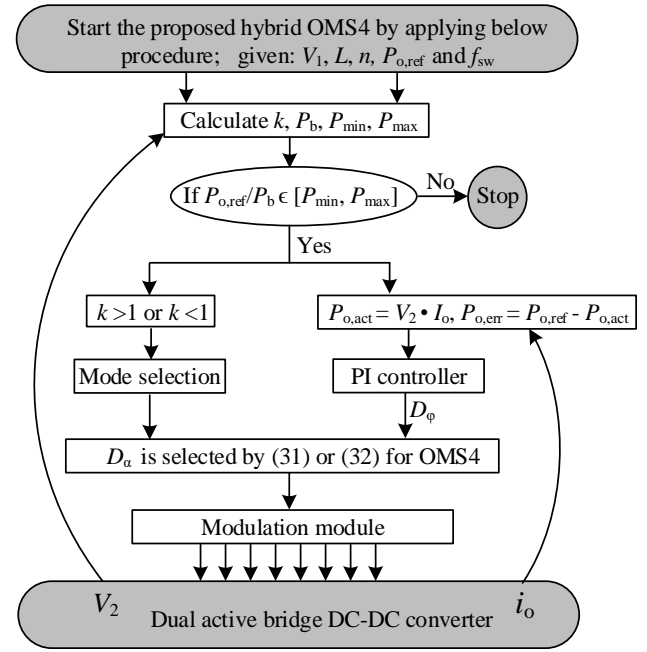 Start the proposed hybrid OMS4 by applying below
procedure; given: V₁, L, n, Pₒ,ref and fsw
Calculate k, Pb, Pmin, Pmax
If Po,ref/Pb ϵ [Pmin, Pmax]
No
Stop
Yes
k >1 or k <1
Po,act = V2 • Io, Po,err = Po,ref - Po,act
Mode selection
PI controller
Dφ
Dα is selected by (31) or (32) for OMS4
Modulation module
V2
io
Dual active bridge DC-DC converter